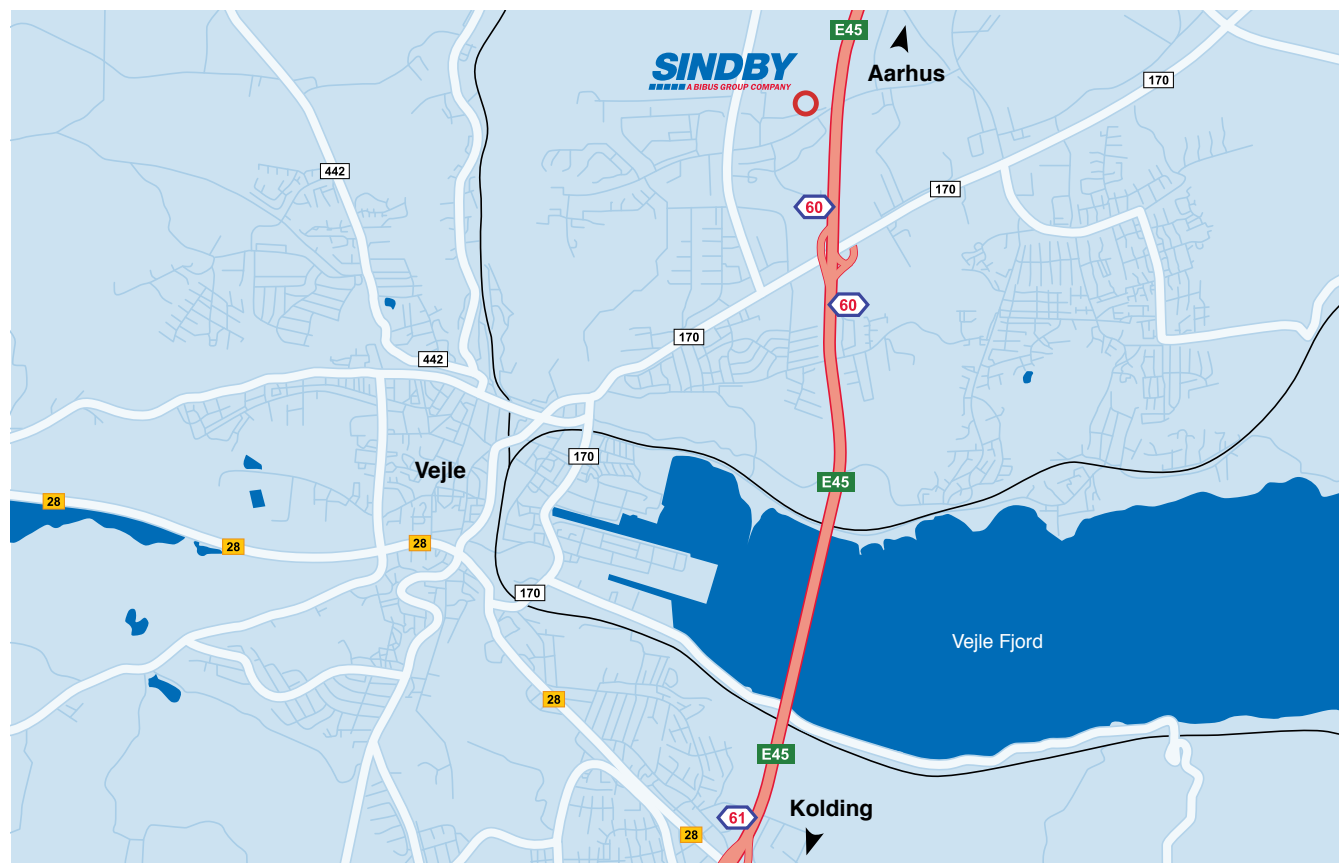 E45
SINDBY
A BIBUS GROUP COMPANY
Aarhus
170
442
170
60
60
170
442
170
Vejle
E45
28
28
28
170
Vejle Fjord
28
E45
Kolding
61
28